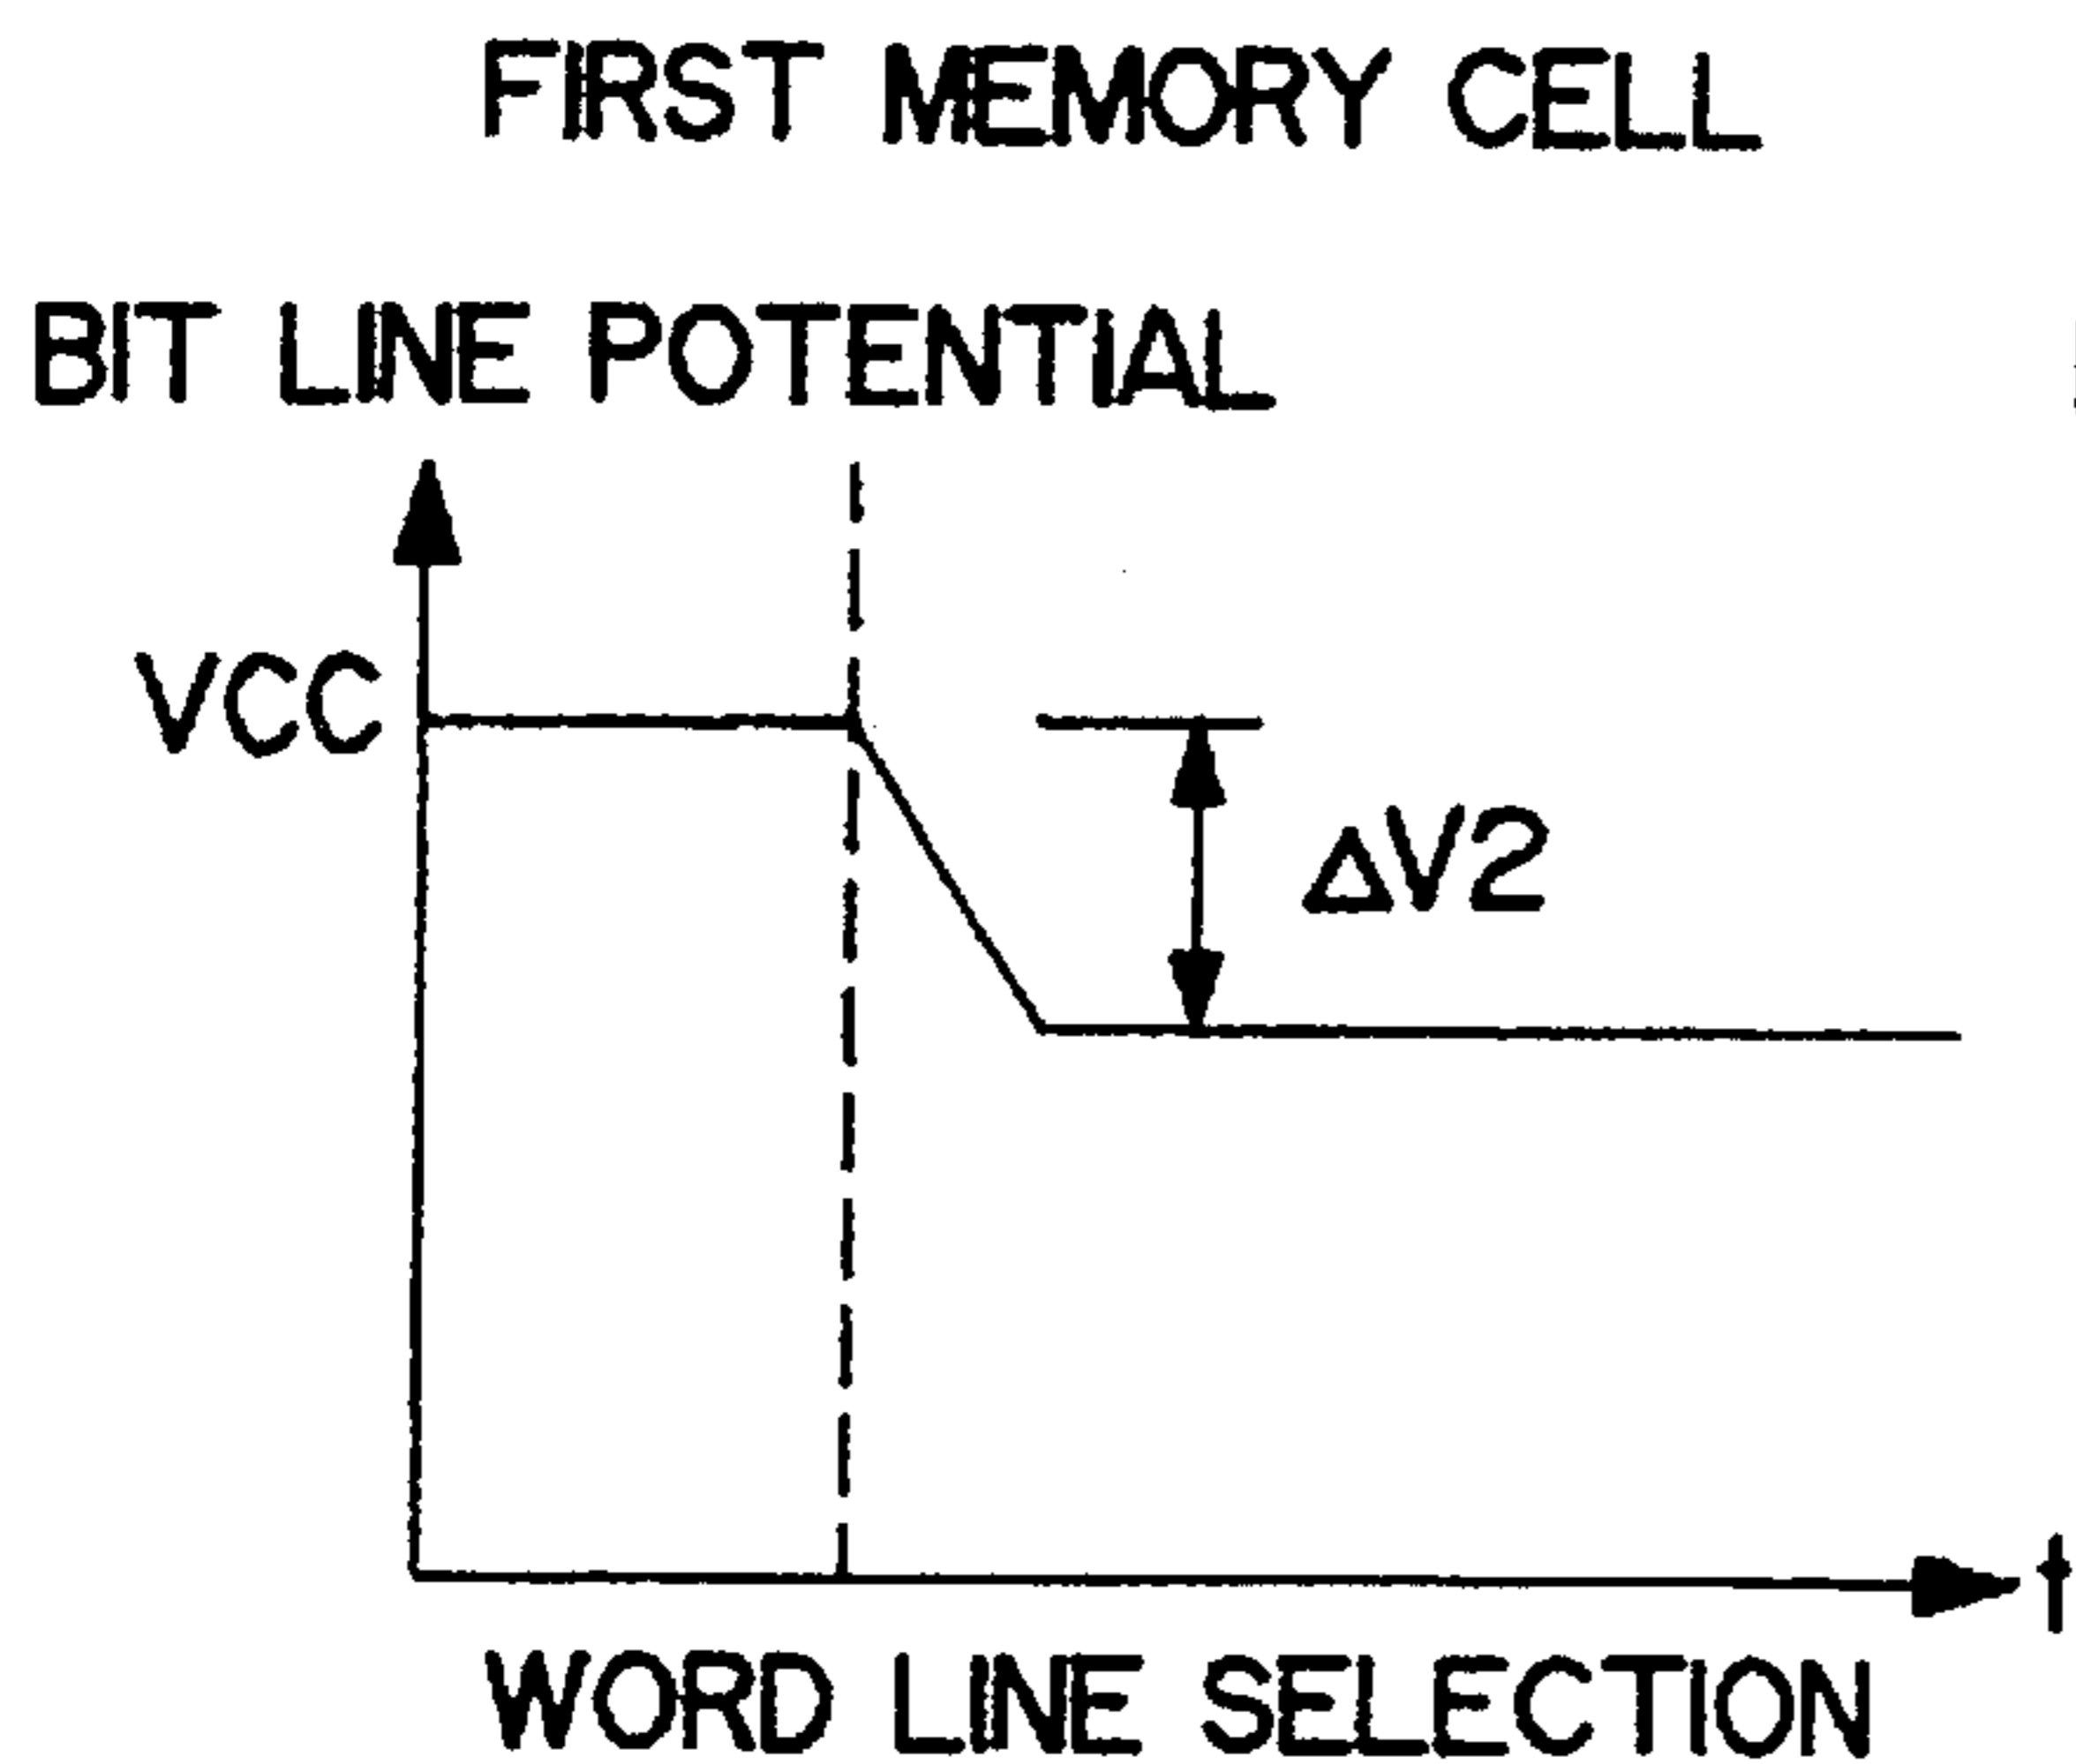 FIRST MEMORY CELL
BIT LINE POTENTIAL
VCC
ΔV2
t
WORD LINE SELECTION